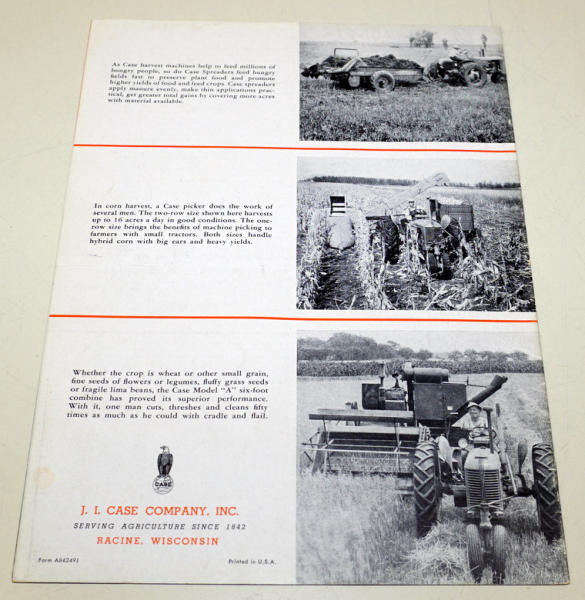 As Case harvest machines help to feed millions of
hungry people, so do Case Spreaders feed hungry
fields fast to preserve plant food and promote
higher yields of food and feed crops. Case spreaders
apply manure evenly, make thin applications prac-
tical, get greater total gains by covering more acres
with material available.
In corn harvest, a Case picker does the work of
several men. The two-row size shown here harvests
up to 16 acres a day in good conditions. The one-
row size brings the benefits of machine picking to
farmers with small tractors. Both sizes handle
hybrid corn with big ears and heavy yields.
Whether the crop is wheat or other small grain,
fine seeds of flowers or legumes, fluffy grass seeds
or fragile lima beans, the Case Model "A" six-foot
combine has proved its superior performance.
With it, one man cuts, threshes and cleans fifty
times as much as he could with cradle and flail.
CASE
J. I. CASE COMPANY, INC.
SERVING AGRICULTURE SINCE 1842
RACINE, WISCONSIN
Form A642491
Printed in U.S.A.